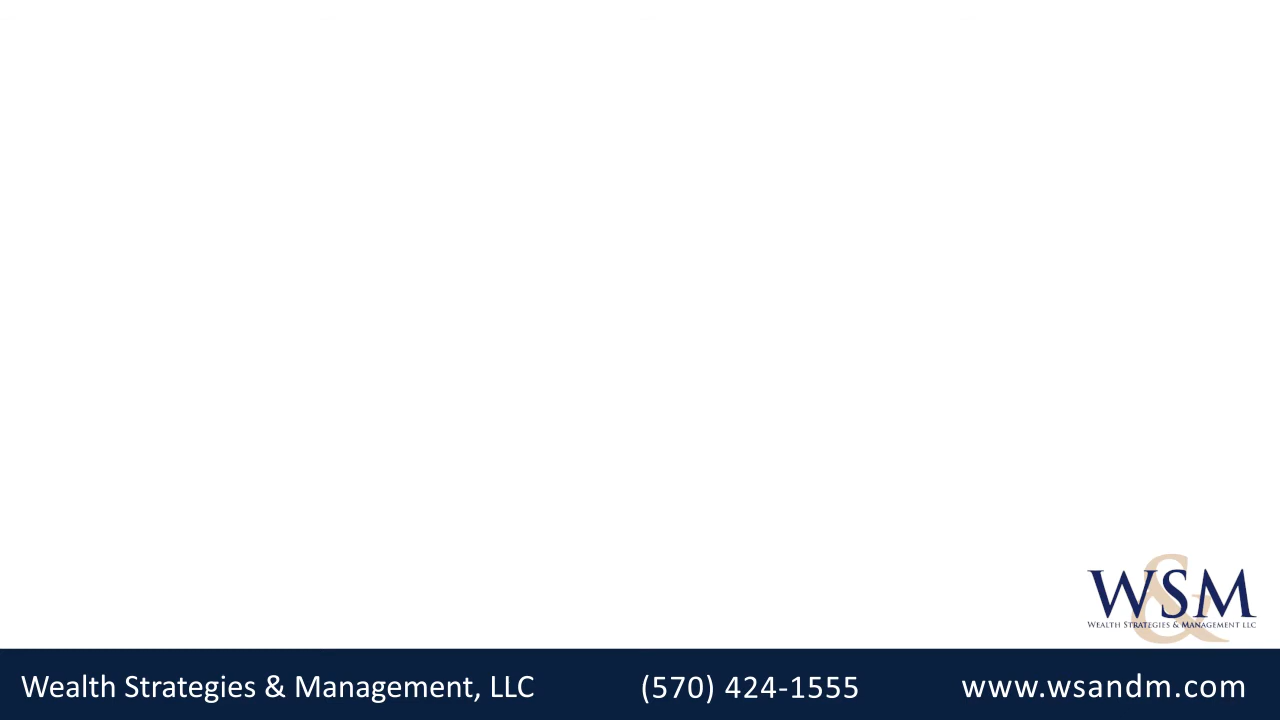 WSM
WEALTH STRATEGIES & MANAGEMENT LLC
Wealth Strategies & Management, LLC (570) 424-1555 www.wsandm.com